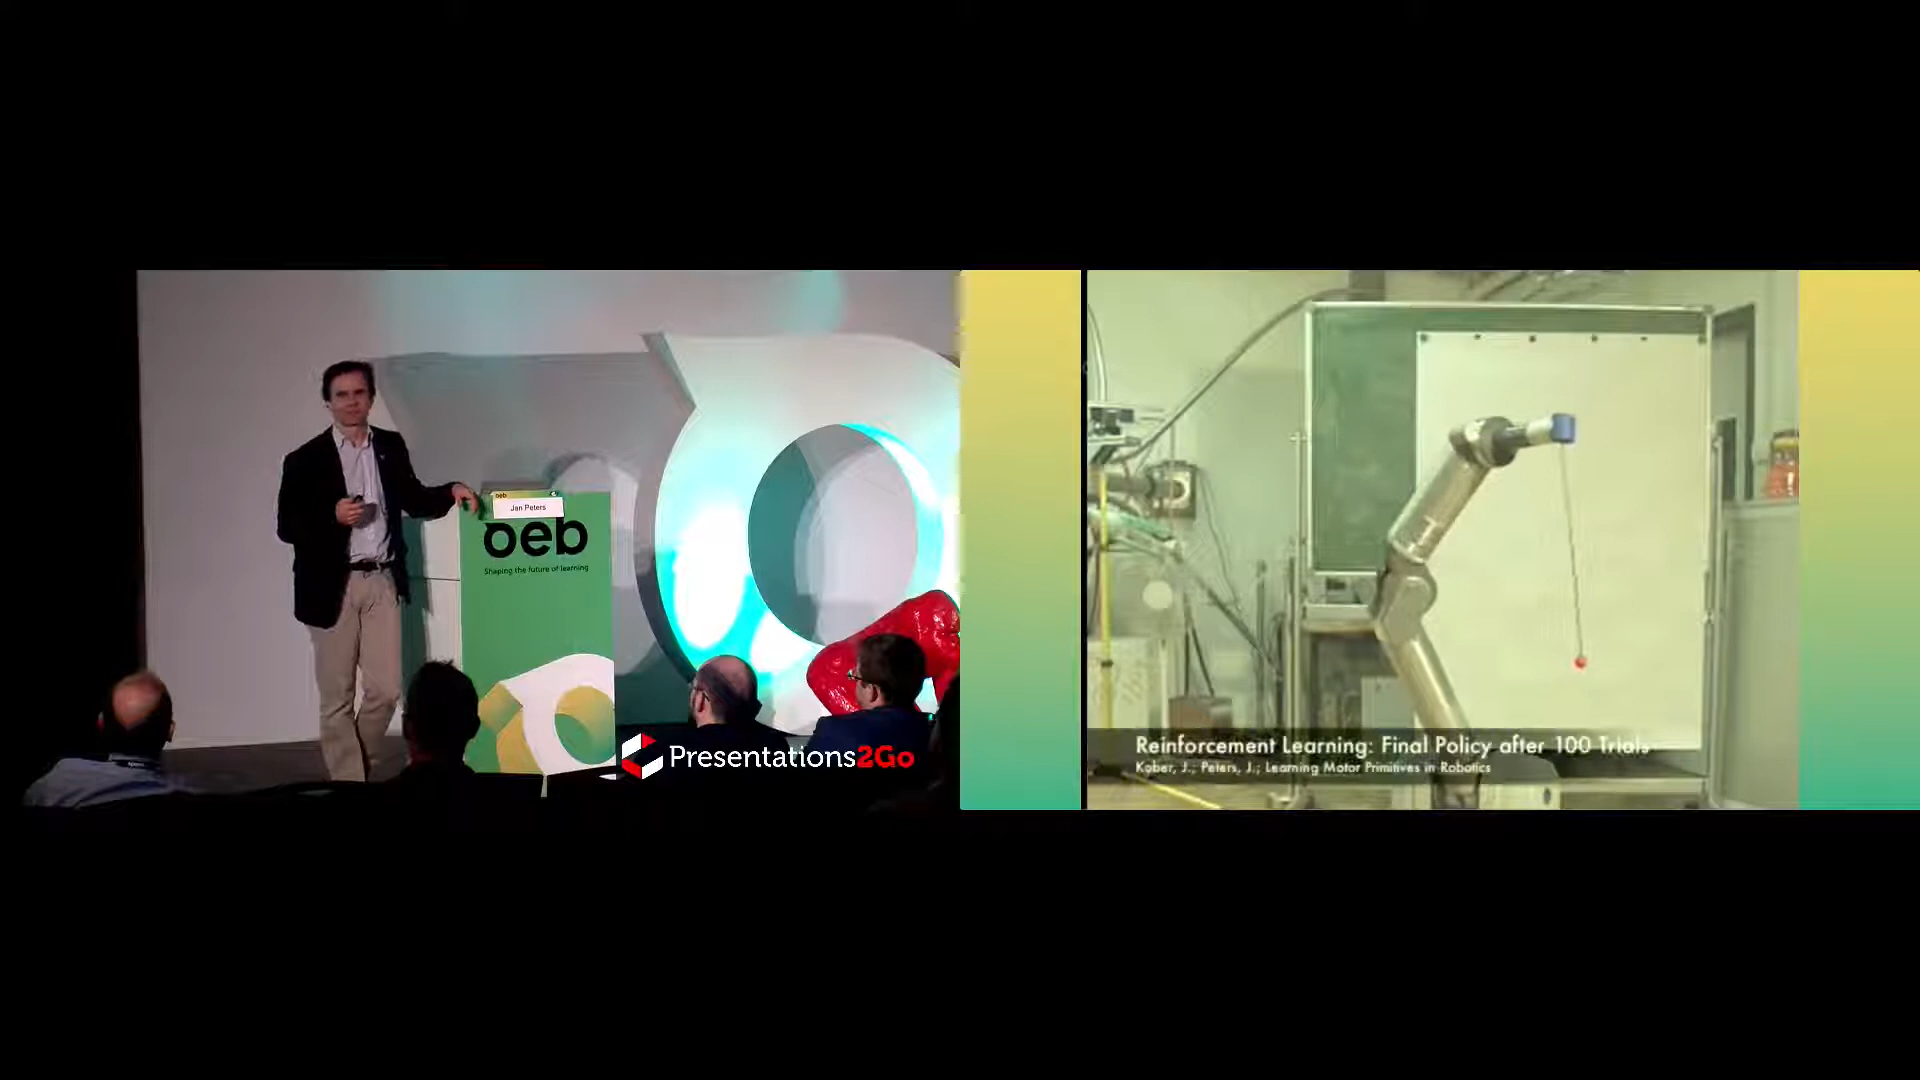 oeb
Jan Peters
oeb
Shaping the future of learning
Presentations2Go
Reinforcement Learning: Final Policy after 100 Trials
Kober, J.; Peters, J.; Learning Motor Primitives in Robotics